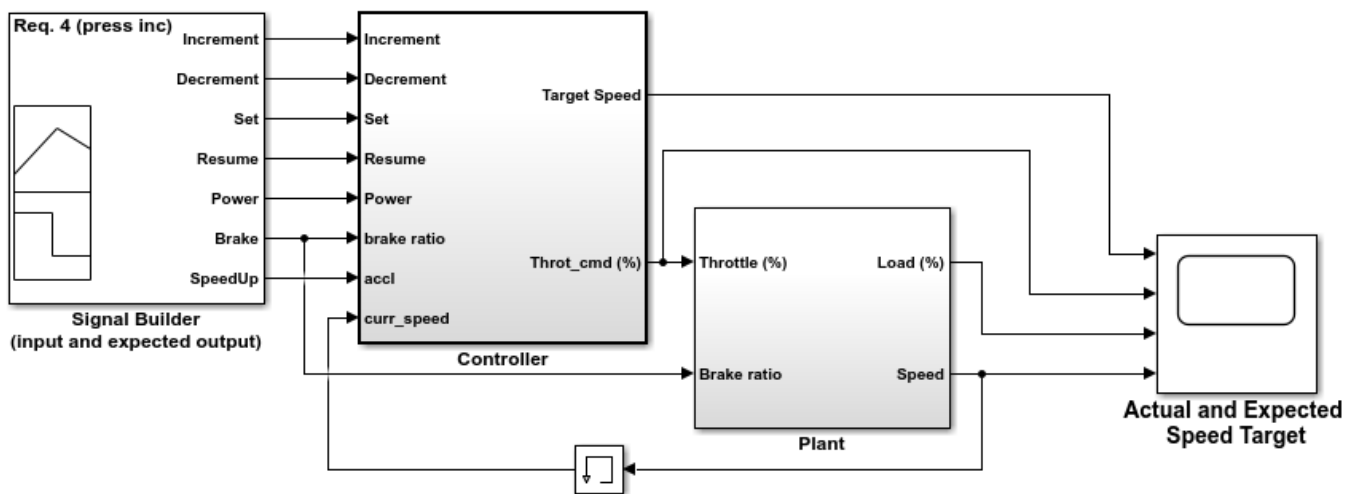 Req. 4 (press inc)
Increment
Decrement
Set
Resume
Power
Brake
SpeedUp
Signal Builder
(input and expected output)
Increment
Decrement
Set
Resume
Power
brake ratio
accl
curr_speed
Target Speed
Throt_cmd (%)
Controller
Throttle (%)
Brake ratio
Load (%)
Speed
Plant
Actual and Expected
Speed Target